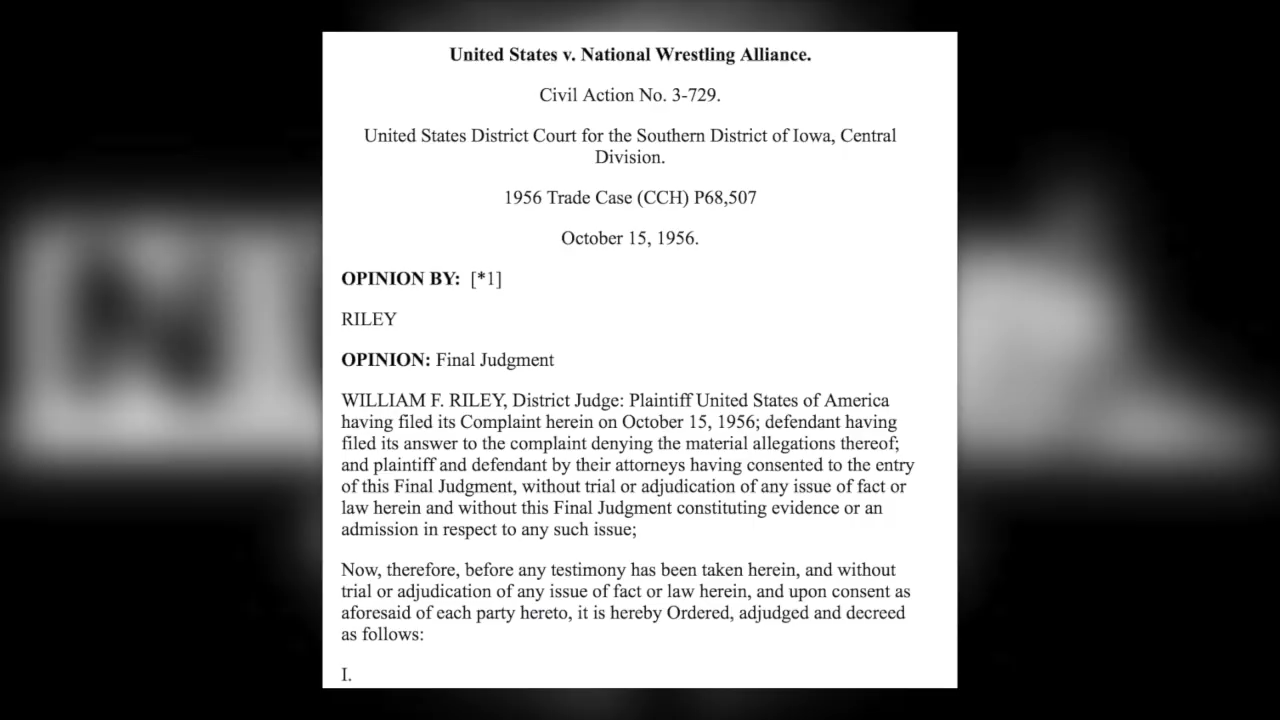 United States v. National Wrestling Alliance.
Civil Action No. 3-729.
United States District Court for the Southern District of Iowa, Central
Division.
1956 Trade Case (CCH) P68,507
October 15, 1956.
OPINION BY: [*1]
RILEY
OPINION: Final Judgment
WILLIAM F. RILEY, District Judge: Plaintiff United States of America
having filed its Complaint herein on October 15, 1956; defendant having
filed its answer to the complaint denying the material allegations thereof;
and plaintiff and defendant by their attorneys having consented to the entry
of this Final Judgment, without trial or adjudication of any issue of fact or
law herein and without this Final Judgment constituting evidence or an
admission in respect to any such issue;
Now, therefore, before any testimony has been taken herein, and without
trial or adjudication of any issue of fact or law herein, and upon consent as
aforesaid of each party hereto, it is hereby Ordered, adjudged and decreed
as follows:
I.